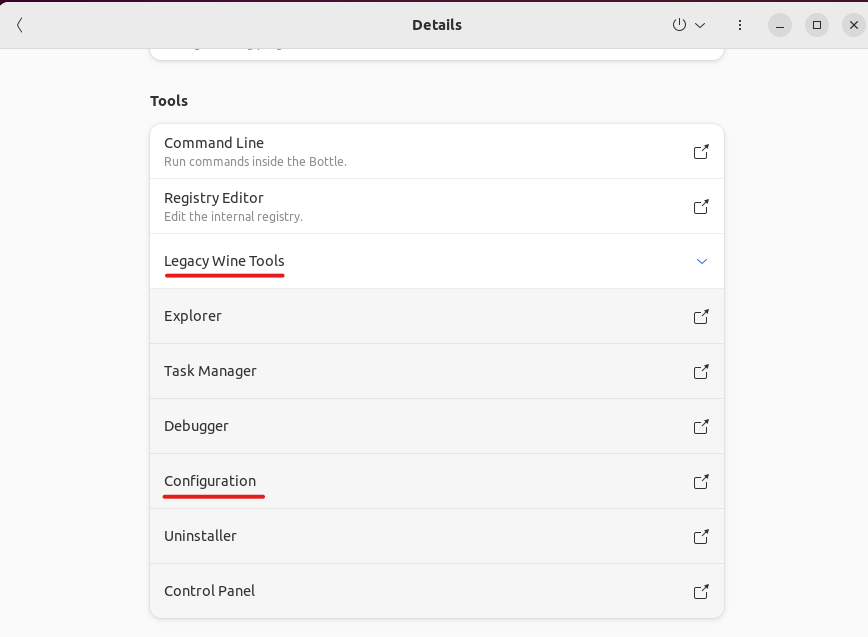 Details
Tools
Command Line
Run commands inside the Bottle.
Registry Editor
Edit the internal registry.
Legacy Wine Tools
Explorer
Task Manager
Debugger
Configuration
Uninstaller
Control Panel